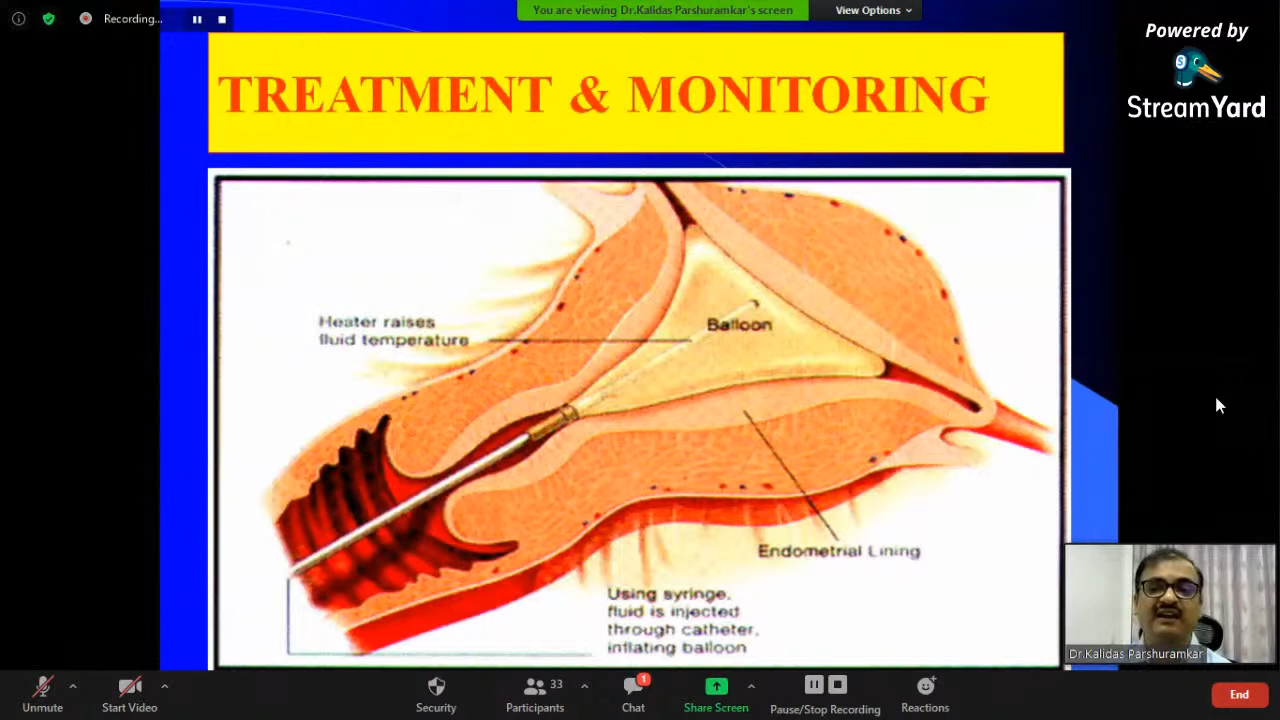 Recording...
You are viewing Dr.Kalidas Parshuramkar's screen
View Options
Powered by
StreamYard
TREATMENT & MONITORING
Heater raises
fluid temperature
Balloon
Endometrial Lining
Using syringe,
fluid is injected
through catheter,
inflating balloon
Dr.Kalidas Parshuramkar
Unmute
Start Video
Security
Participants
33
Chat
1
Share Screen
Pause/Stop Recording
Reactions
End